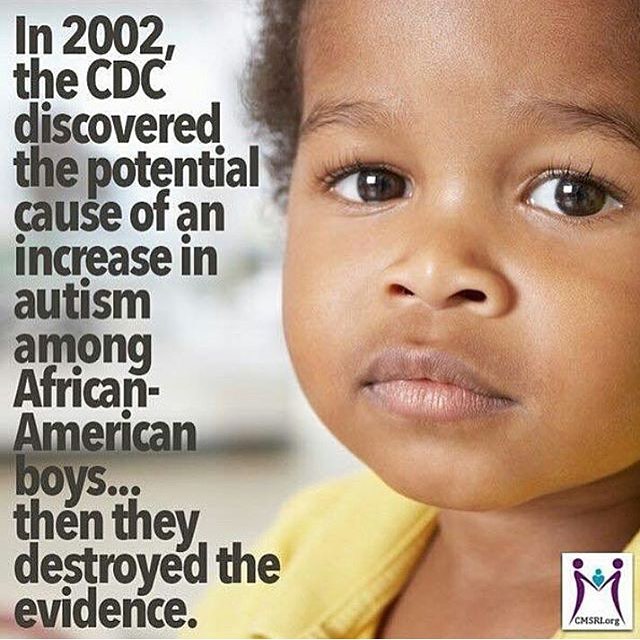 In 2002,
the CDC
discovered
the potential
cause of an
increase in
autism
among
African-
American
boys...
then they
destroyed the
evidence.
CMSRI.org